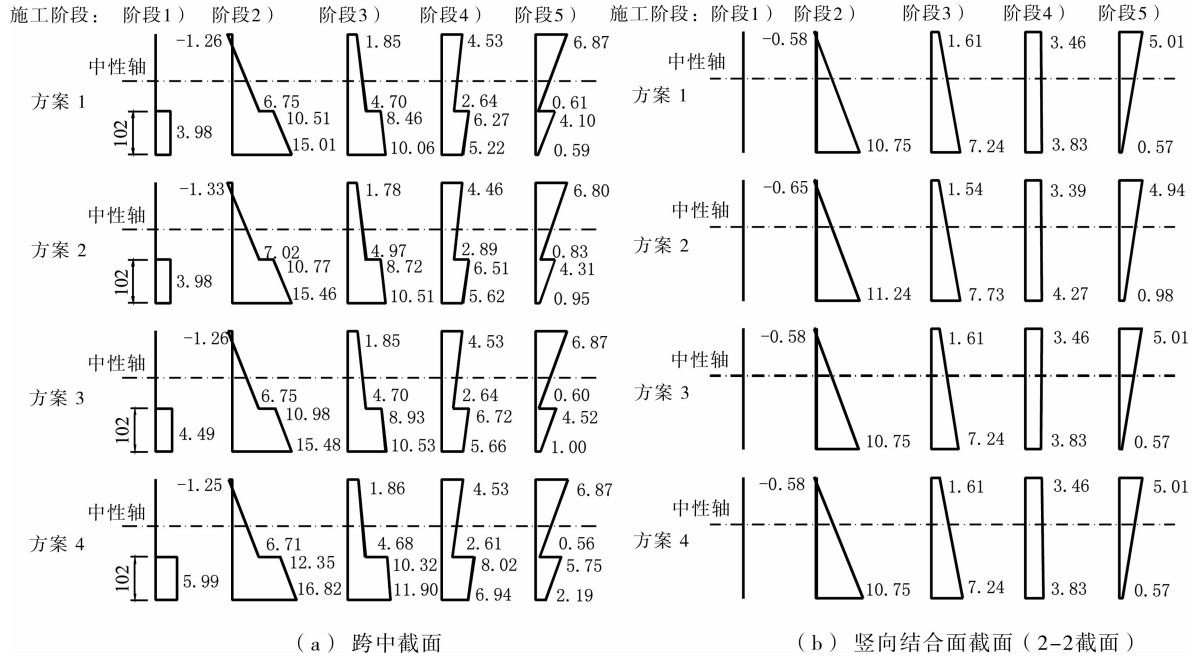 施工阶段: 阶段1) 阶段2) 阶段3) 阶段4) 阶段5)
-1.26 1.85 4.53 6.87
中性轴
方案 1
102
3.98
6.75 4.70 2.64 0.61
10.51 8.46 6.27 4.10
15.01 10.06 5.22 0.59
-1.33 1.78 4.46 6.80
中性轴
方案 2
102
3.98
7.02 4.97 2.89 0.83
10.77 8.72 6.51 4.31
15.46 10.51 5.62 0.95
-1.26 1.85 4.53 6.87
中性轴
方案 3
102
4.49
6.75 4.70 2.64 0.60
10.98 8.93 6.72 4.52
15.48 10.53 5.66 1.00
-1.25 1.86 4.53 6.87
中性轴
方案 4
102
5.99
6.71 4.68 2.61 0.56
12.35 10.32 8.02 5.75
16.82 11.90 6.94 2.19
(a) 跨中截面
施工阶段: 阶段1) 阶段2) 阶段3) 阶段4) 阶段5)
-0.58 1.61 3.46 5.01
中性轴
方案 1
10.75 7.24 3.83 0.57
-0.65 1.54 3.39 4.94
中性轴
方案 2
11.24 7.73 4.27 0.98
-0.58 1.61 3.46 5.01
中性轴
方案 3
10.75 7.24 3.83 0.57
-0.58 1.61 3.46 5.01
中性轴
方案 4
10.75 7.24 3.83 0.57
(b) 竖向结合面截面(2-2截面)